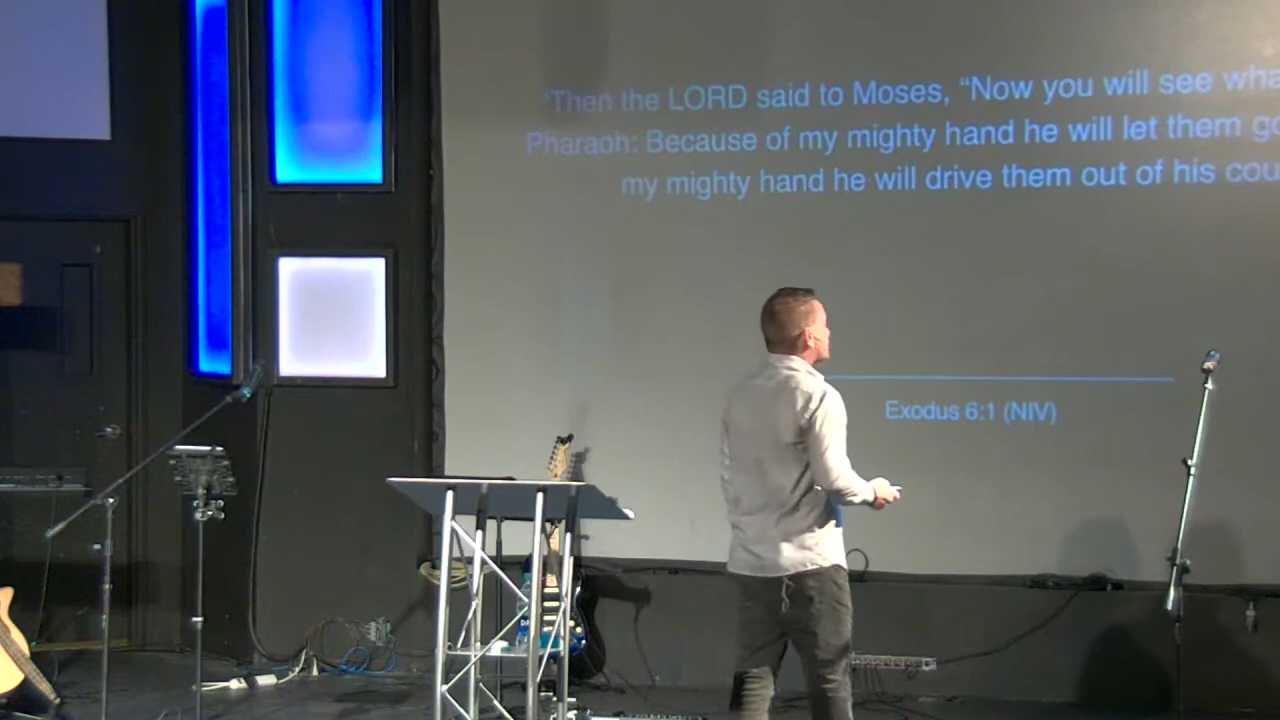 "Then the LORD said to Moses, “Now you will see wha
Pharaoh: Because of my mighty hand he will let them go
my mighty hand he will drive them out of his cou
Exodus 6:1 (NIV)